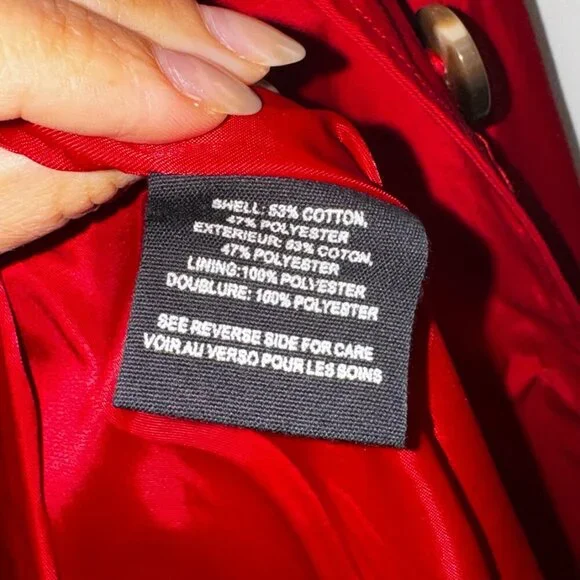 SHELL: 53% COTTON,
47% POLYESTER
EXTERIEUR: 53% COTON,
47% POLYESTER
LINING:100% POLYESTER
DOUBLURE: 100% POLYESTER
SEE REVERSE SIDE FOR CARE
VOIR AU VERSO POUR LES SOINS